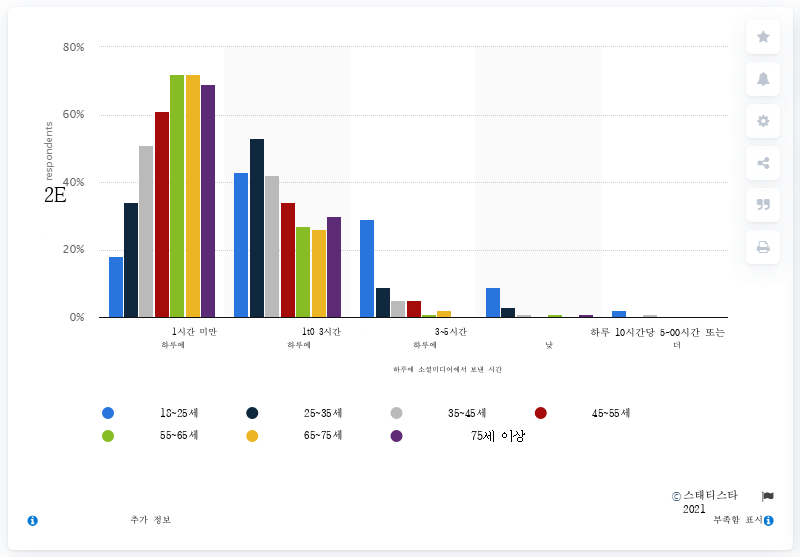 80%
60%
respondents
40%
2E
20%
0%
1시간 미만
하루에
1t0 3시간
하루에
3~5시간
하루에
낮
하루 10시간당 5-00시간 또는
더
하루에 소셜미디어에서 보낸 시간
18~25세
25~35세
35~45세
45~55세
55~65세
65~75세
75세 이상
© 스태티스타
2021
추가 정보
부족함 표시